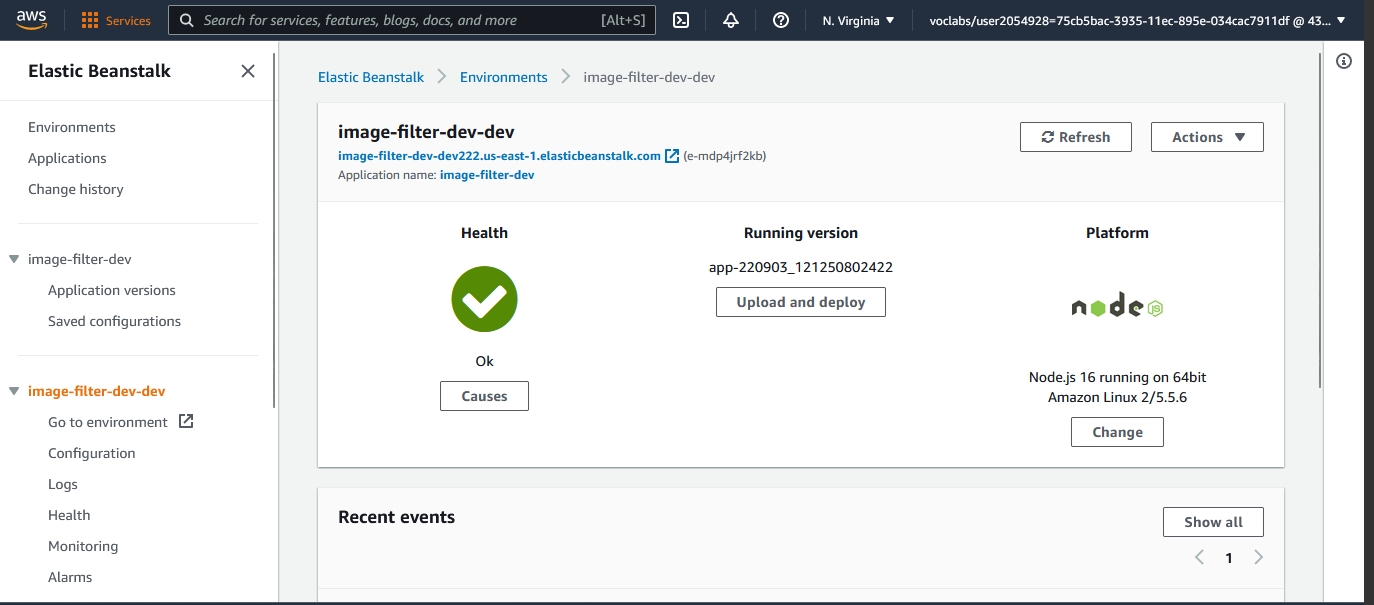 aws
Services
Search for services, features, blogs, docs, and more [Alt+S]
N. Virginia
voclabs/user2054928=75cb5bac-3935-11ec-895e-034cac7911df @ 43...
Elastic Beanstalk
Environments
Applications
Change history
image-filter-dev
Application versions
Saved configurations
image-filter-dev-dev
Go to environment
Configuration
Logs
Health
Monitoring
Alarms
Elastic Beanstalk Environments image-filter-dev-dev
image-filter-dev-dev
image-filter-dev-dev222.us-east-1.elasticbeanstalk.com (e-mdp4jrf2kb)
Application name: image-filter-dev
Refresh
Actions
Health
Ok
Causes
Running version
app-220903_121250802422
Upload and deploy
Platform
node JS
Node.js 16 running on 64bit
Amazon Linux 2/5.5.6
Change
Recent events
Show all
1